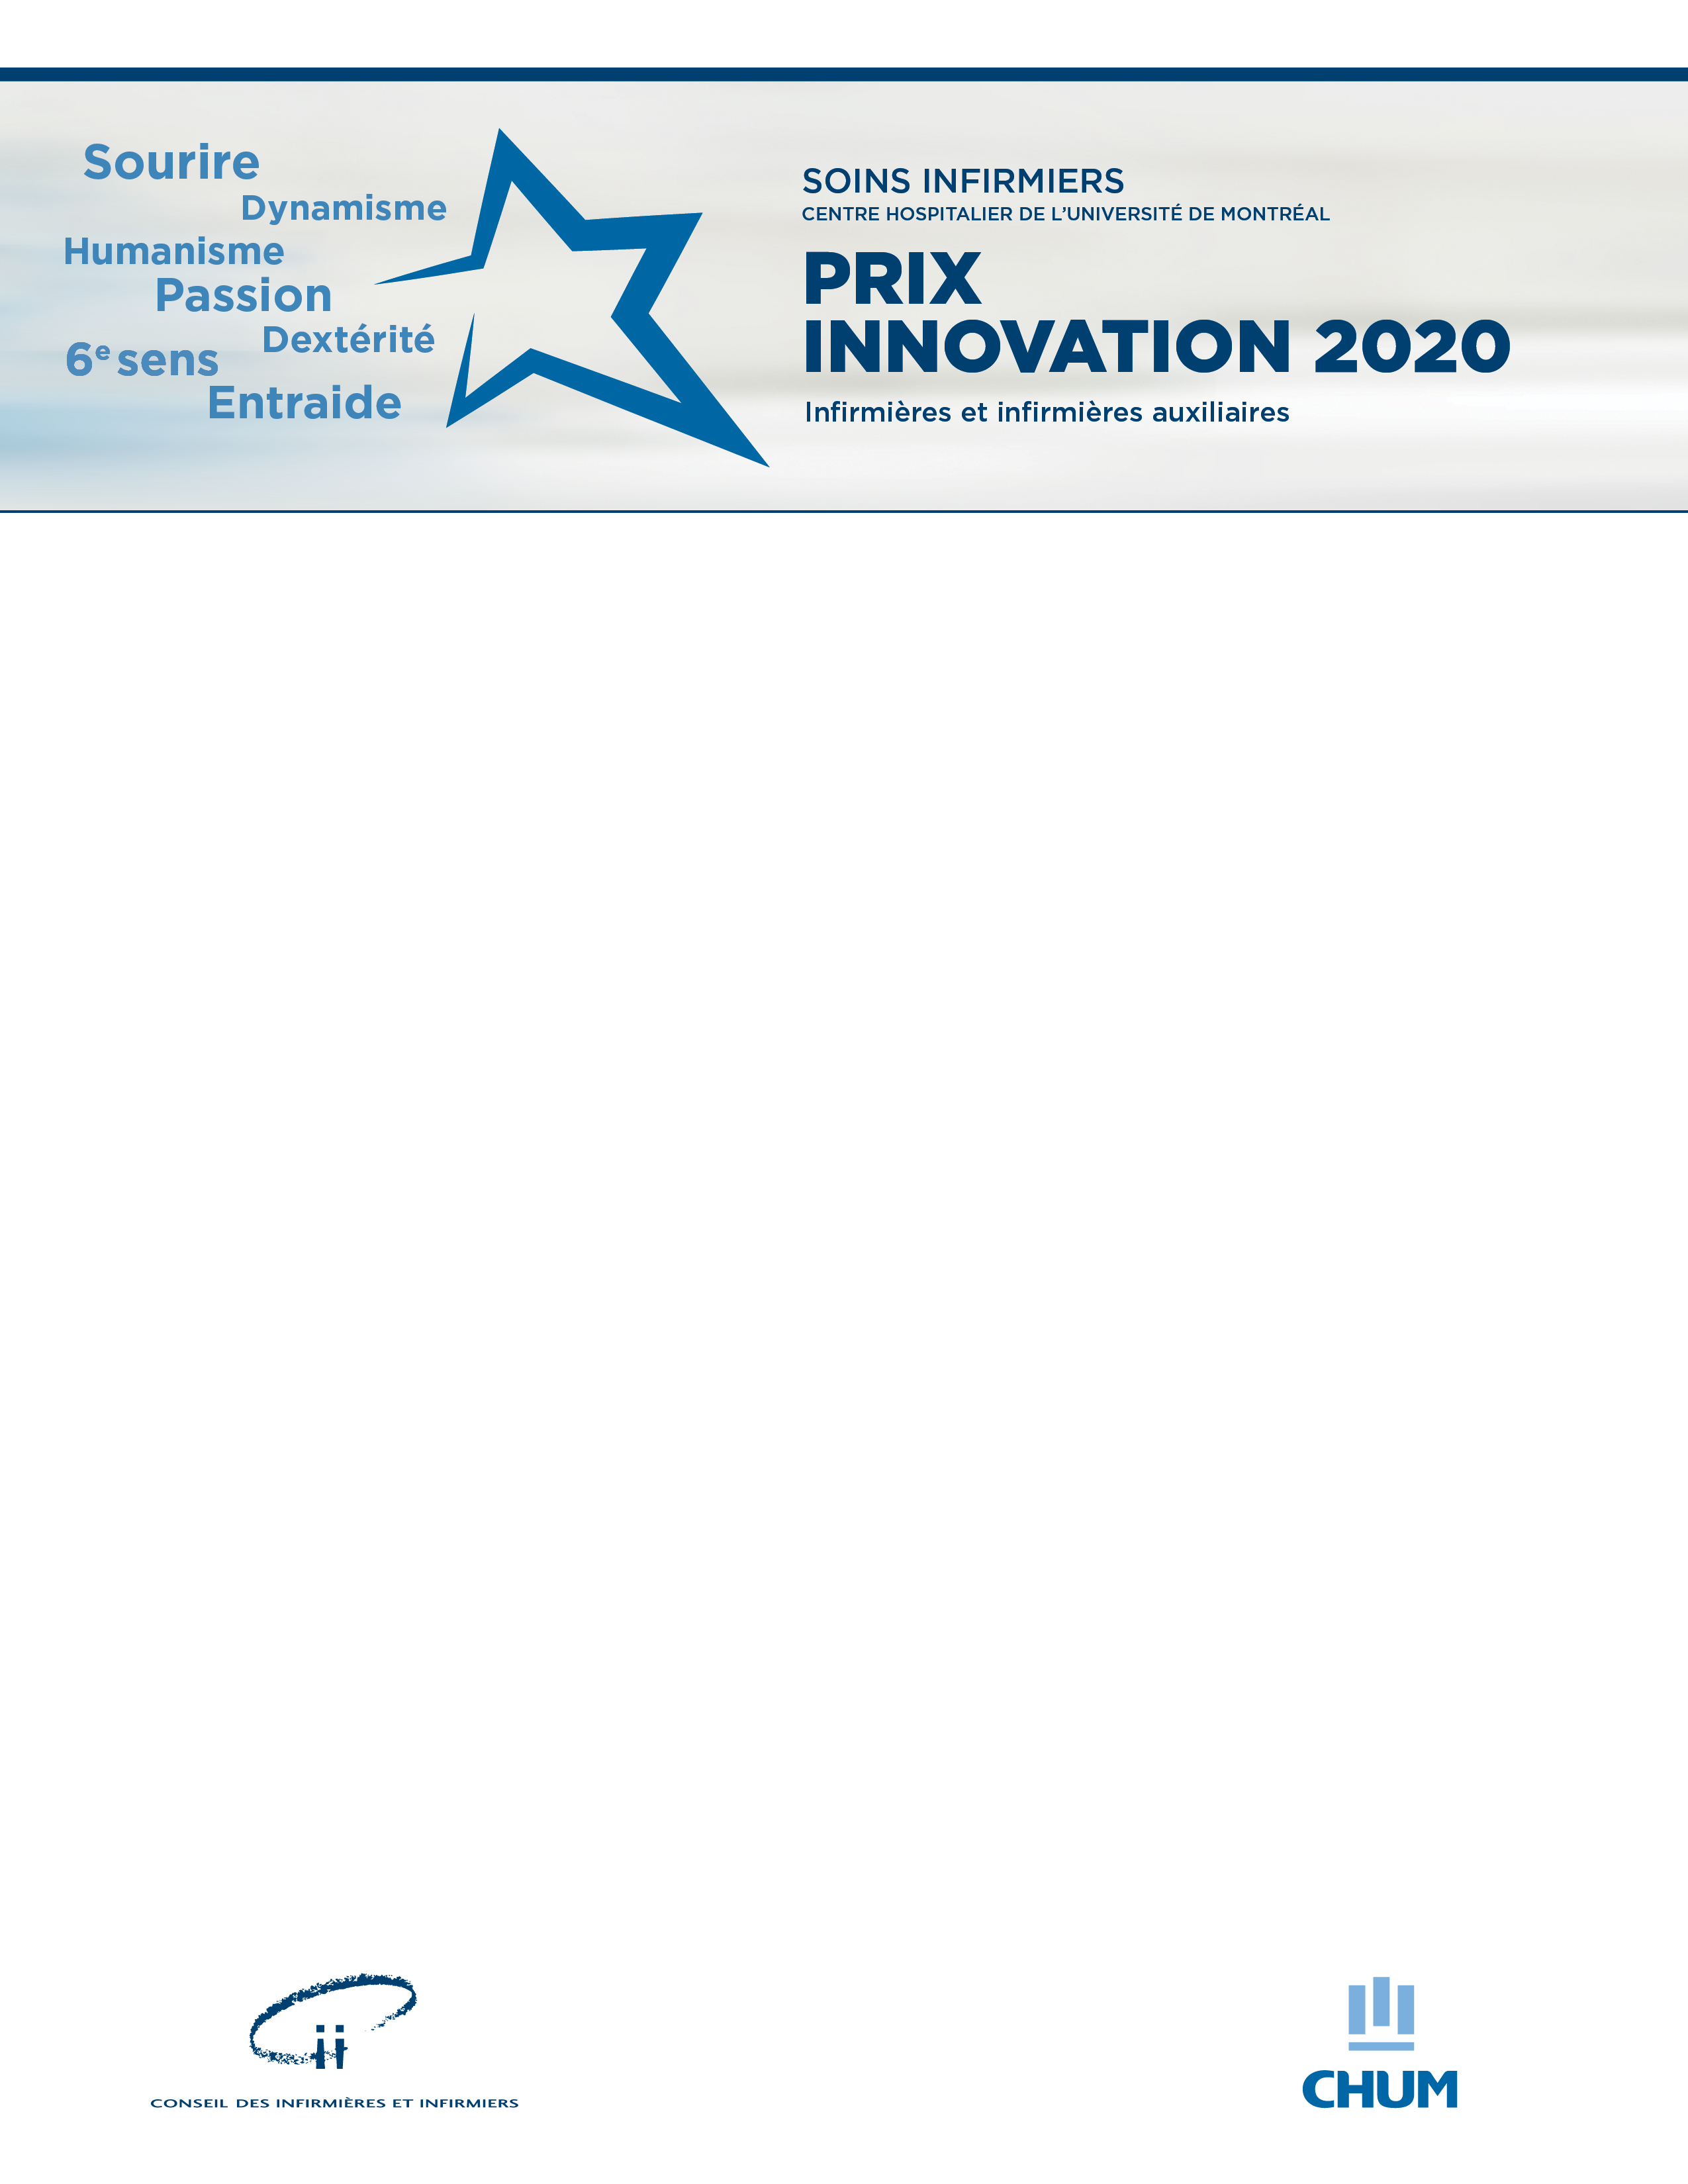 Sourire
Dynamisme
Humanisme
Passion
Dextérité
6e sens
Entraide
SOINS INFIRMIERS
CENTRE HOSPITALIER DE L’UNIVERSITÉ DE MONTRÉAL
PRIX
INNOVATION 2020
Infirmières et infirmières auxiliaires
ii
CONSEIL DES INFIRMIÈRES ET INFIRMIERS
CHUM